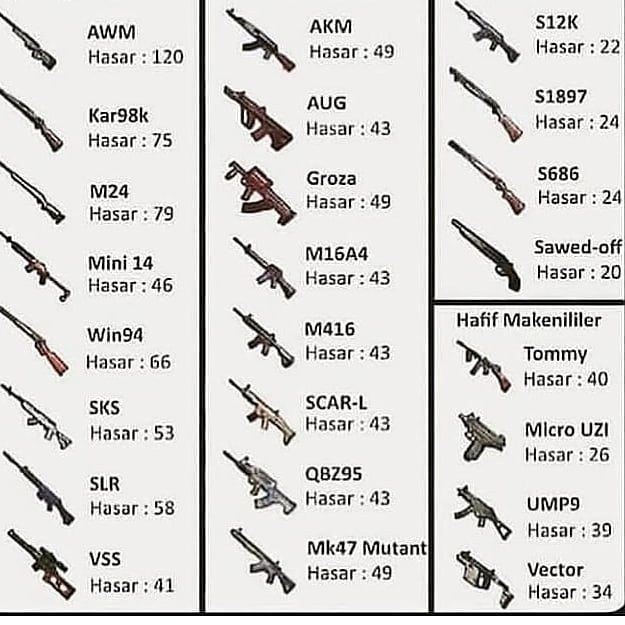 AWM
Hasar : 120
Kar98k
Hasar : 75
M24
Hasar : 79
Mini 14
Hasar : 46
Win94
Hasar : 66
SKS
Hasar : 53
SLR
Hasar : 58
VSS
Hasar : 41
AKM
Hasar : 49
AUG
Hasar : 43
Groza
Hasar : 49
M16A4
Hasar : 43
M416
Hasar : 43
SCAR-L
Hasar : 43
QBZ95
Hasar : 43
Mk47 Mutant
Hasar : 49
S12K
Hasar : 22
S1897
Hasar : 24
S686
Hasar : 24
Sawed-off
Hasar : 20
Hafif Makenililer
Tommy
Hasar : 40
MIcro UZI
Hasar : 26
UMP9
Hasar : 39
Vector
Hasar : 34